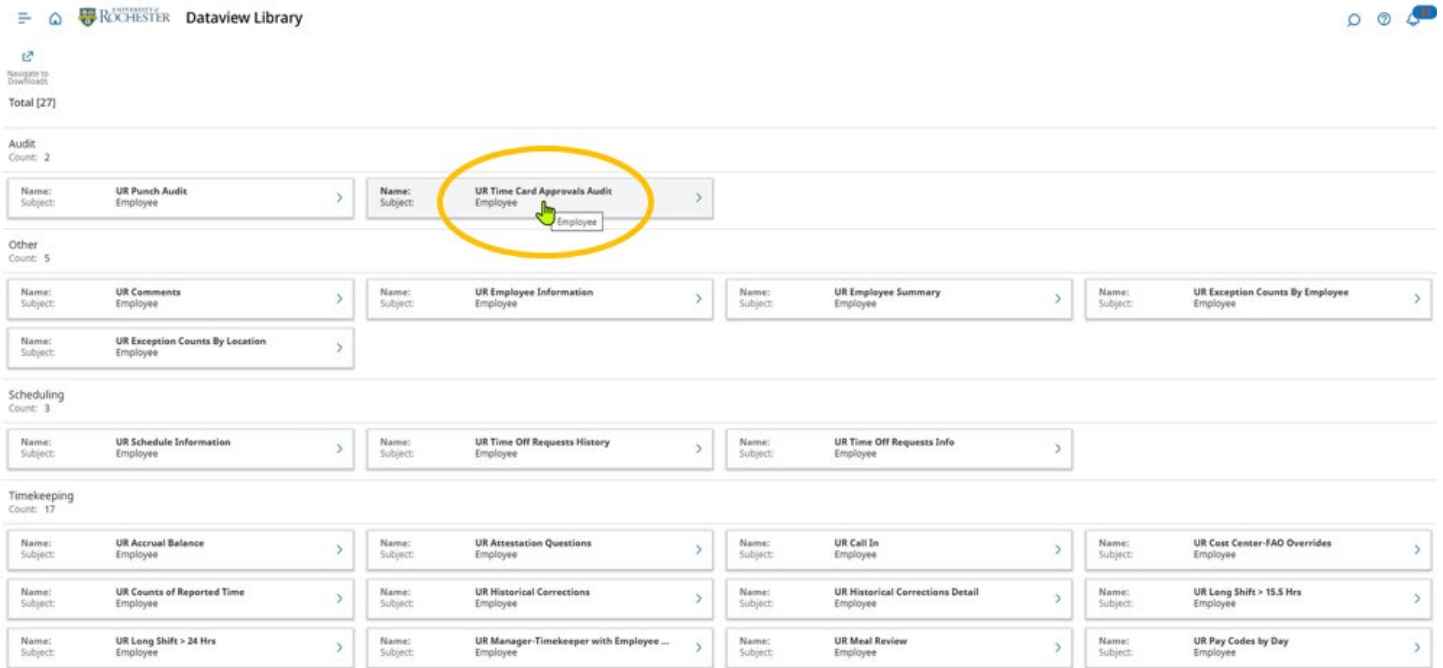 UNIVERSITY of
ROCHESTER Dataview Library
Navigate to
Downloads
Total [27]
Audit
Count: 2
Name: UR Punch Audit
Subject: Employee
Name: UR Time Card Approvals Audit
Subject: Employee
Employee
Other
Count: 5
Name: UR Comments
Subject: Employee
Name: UR Employee Information
Subject: Employee
Name: UR Employee Summary
Subject: Employee
Name: UR Exception Counts By Employee
Subject: Employee
Name: UR Exception Counts By Location
Subject: Employee
Scheduling
Count: 3
Name: UR Schedule Information
Subject: Employee
Name: UR Time Off Requests History
Subject: Employee
Name: UR Time Off Requests Info
Subject: Employee
Timekeeping
Count: 17
Name: UR Accrual Balance
Subject: Employee
Name: UR Attestation Questions
Subject: Employee
Name: UR Call In
Subject: Employee
Name: UR Cost Center-FAO Overrides
Subject: Employee
Name: UR Counts of Reported Time
Subject: Employee
Name: UR Historical Corrections
Subject: Employee
Name: UR Historical Corrections Detail
Subject: Employee
Name: UR Long Shift > 15.5 Hrs
Subject: Employee
Name: UR Long Shift > 24 Hrs
Subject: Employee
Name: UR Manager-Timekeeper with Employee ...
Subject: Employee
Name: UR Meal Review
Subject: Employee
Name: UR Pay Codes by Day
Subject: Employee